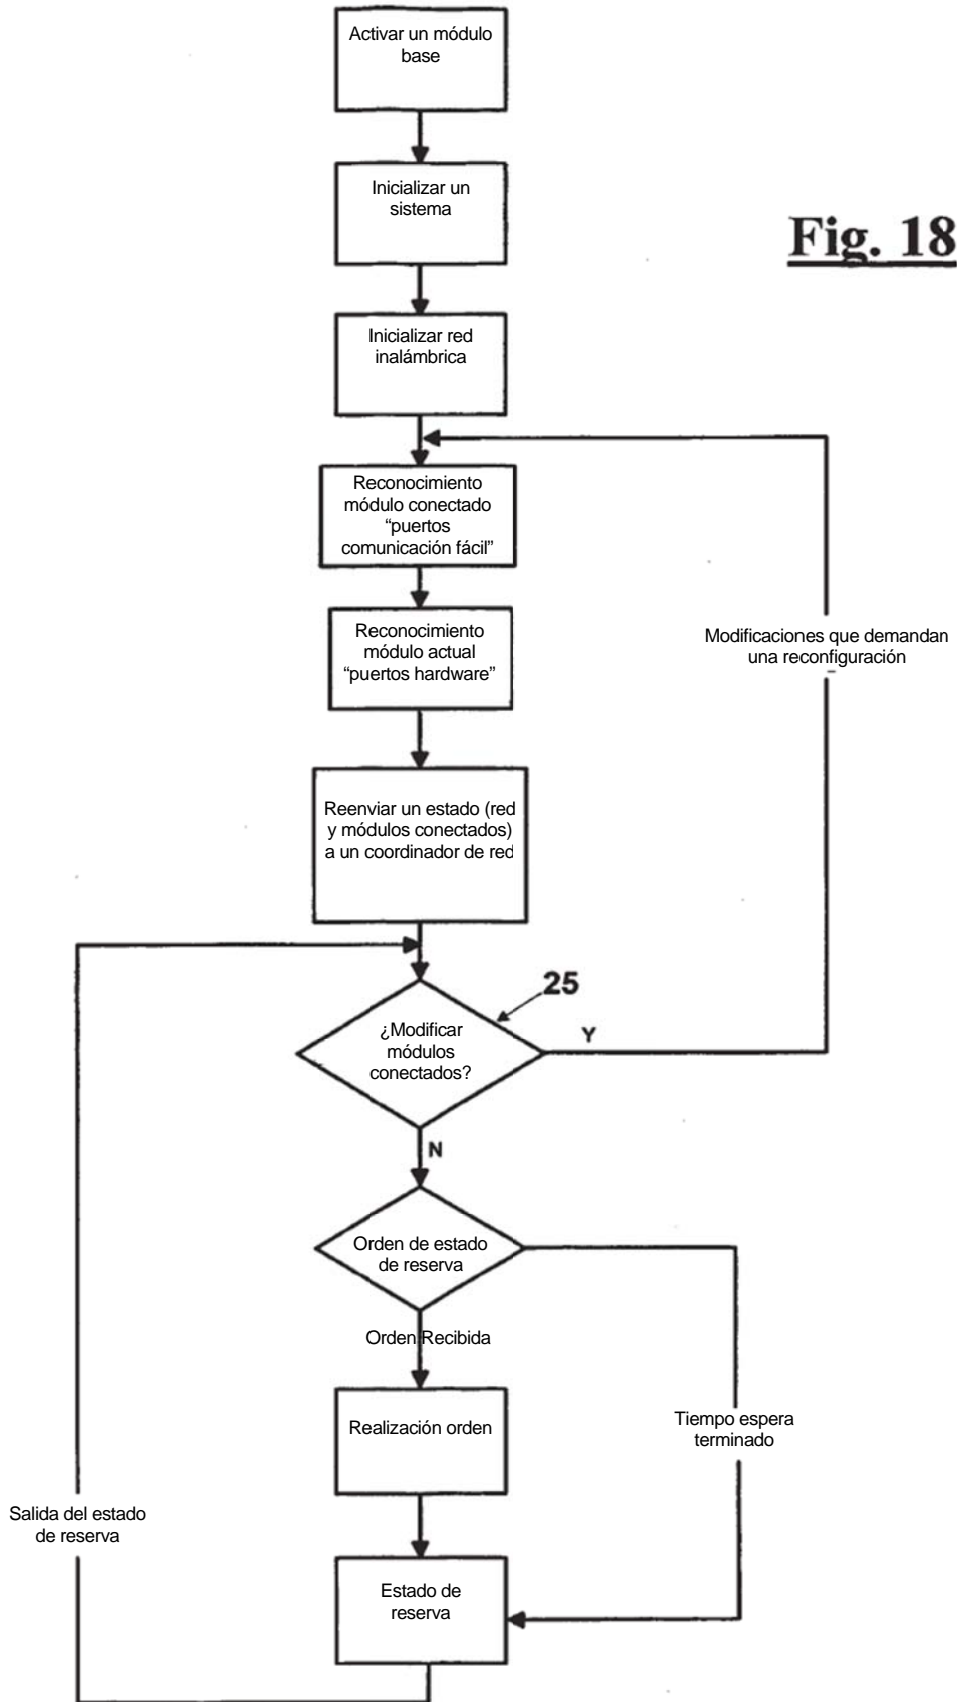 Activar un módulo
base
Inicializar un
sistema
Fig. 18
Inicializar red
inalámbrica
Reconocimiento
módulo conectado
“puertos
comunicación fácil”
Reconocimiento
módulo actual
“puertos hardware”
Modificaciones que demandan
una reconfiguración
Reenviar un estado (red
y módulos conectados)
a un coordinador de red
25
¿Modificar
módulos
conectados?
Y
N
Orden de estado
de reserva
Orden Recibida
Realización orden
Tiempo espera
terminado
Salida del estado
de reserva
Estado de
reserva